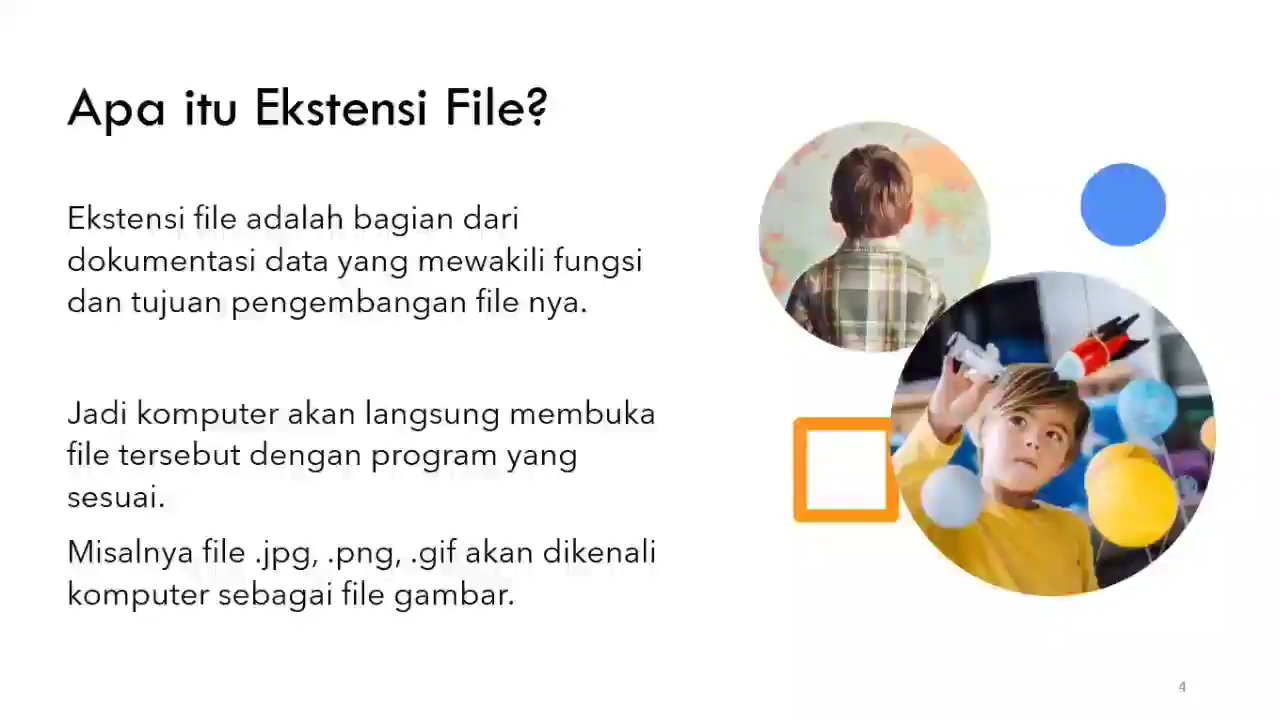 Apa itu Ekstensi File?
Ekstensi file adalah bagian dari
dokumentasi data yang mewakili fungsi
dan tujuan pengembangan file nya.
Jadi komputer akan langsung membuka
file tersebut dengan program yang
sesuai.
Misalnya file .jpg, .png, .gif akan dikenali
komputer sebagai file gambar.
4